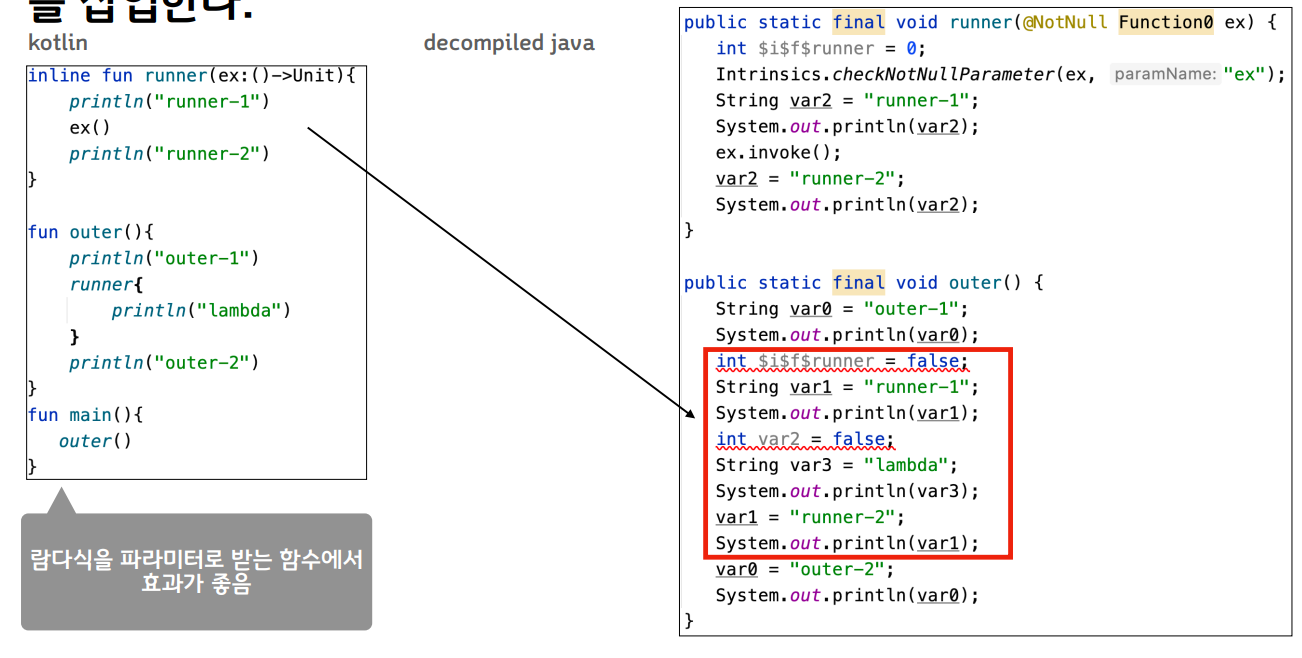 를 삽입한다.
kotlin
inline fun runner(ex:()->Unit){
    println("runner-1")
    ex()
    println("runner-2")
}

fun outer(){
    println("outer-1")
    runner{
        println("lambda")
    }
    println("outer-2")
}
fun main(){
   outer()
}
람다식을 파라미터로 받는 함수에서
효과가 좋음
decompiled java
public static final void runner(@NotNull Function0 ex) {
   int $i$f$runner = 0;
   Intrinsics.checkNotNullParameter(ex, paramName: "ex");
   String var2 = "runner-1";
   System.out.println(var2);
   ex.invoke();
   var2 = "runner-2";
   System.out.println(var2);
}

public static final void outer() {
   String var0 = "outer-1";
   System.out.println(var0);
   int $i$f$runner = false;
   String var1 = "runner-1";
   System.out.println(var1);
   int var2 = false;
   String var3 = "lambda";
   System.out.println(var3);
   var1 = "runner-2";
   System.out.println(var1);
   var0 = "outer-2";
   System.out.println(var0);
}